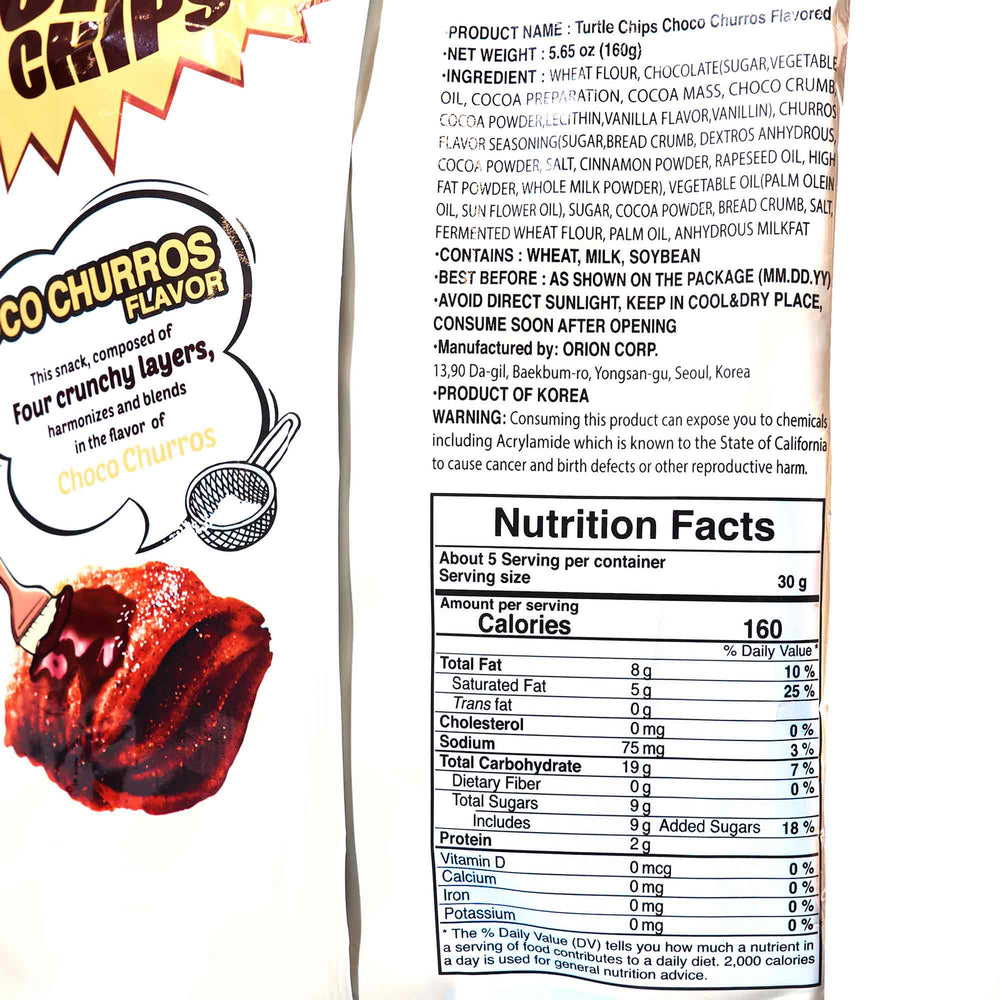 CHIPS
CO CHURROS
FLAVOR
This snack, composed of
Four crunchy layers,
harmonizes and blends
in the flavor of
Choco Churros
·PRODUCT NAME : Turtle Chips Choco Churros Flavored
·NET WEIGHT : 5.65 oz (160g)
·INGREDIENT : WHEAT FLOUR, CHOCOLATE(SUGAR,VEGETABLE
OIL, COCOA PREPARATION, COCOA MASS, CHOCO CRUMB,
COCOA POWDER,LECITHIN,VANILLA FLAVOR,VANILLIN), CHURROS
FLAVOR SEASONING(SUGAR,BREAD CRUMB, DEXTROS ANHYDROUS,
COCOA POWDER, SALT, CINNAMON POWDER, RAPESEED OIL, HIGH
FAT POWDER, WHOLE MILK POWDER), VEGETABLE OIL(PALM OLEIN
OIL, SUN FLOWER OIL), SUGAR, COCOA POWDER, BREAD CRUMB, SALT,
FERMENTED WHEAT FLOUR, PALM OIL, ANHYDROUS MILKFAT
·CONTAINS : WHEAT, MILK, SOYBEAN
·BEST BEFORE : AS SHOWN ON THE PACKAGE (MM.DD.YY)
·AVOID DIRECT SUNLIGHT, KEEP IN COOL&DRY PLACE,
CONSUME SOON AFTER OPENING
·Manufactured by: ORION CORP.
13,90 Da-gil, Baekbum-ro, Yongsan-gu, Seoul, Korea
·PRODUCT OF KOREA
WARNING: Consuming this product can expose you to chemicals
including Acrylamide which is known to the State of California
to cause cancer and birth defects or other reproductive harm.
Nutrition Facts
About 5 Serving per container
Serving size 30 g
Amount per serving
Calories 160
% Daily Value*
Total Fat 8 g 10 %
Saturated Fat 5 g 25 %
Trans fat 0 g
Cholesterol 0 mg 0 %
Sodium 75 mg 3 %
Total Carbohydrate 19 g 7 %
Dietary Fiber 0 g 0 %
Total Sugars 9 g
Includes 9 g Added Sugars 18 %
Protein 2 g
Vitamin D 0 mcg 0 %
Calcium 0 mg 0 %
Iron 0 mg 0 %
Potassium 0 mg 0 %
* The % Daily Value (DV) tells you how much a nutrient in
a serving of food contributes to a daily diet. 2,000 calories
a day is used for general nutrition advice.